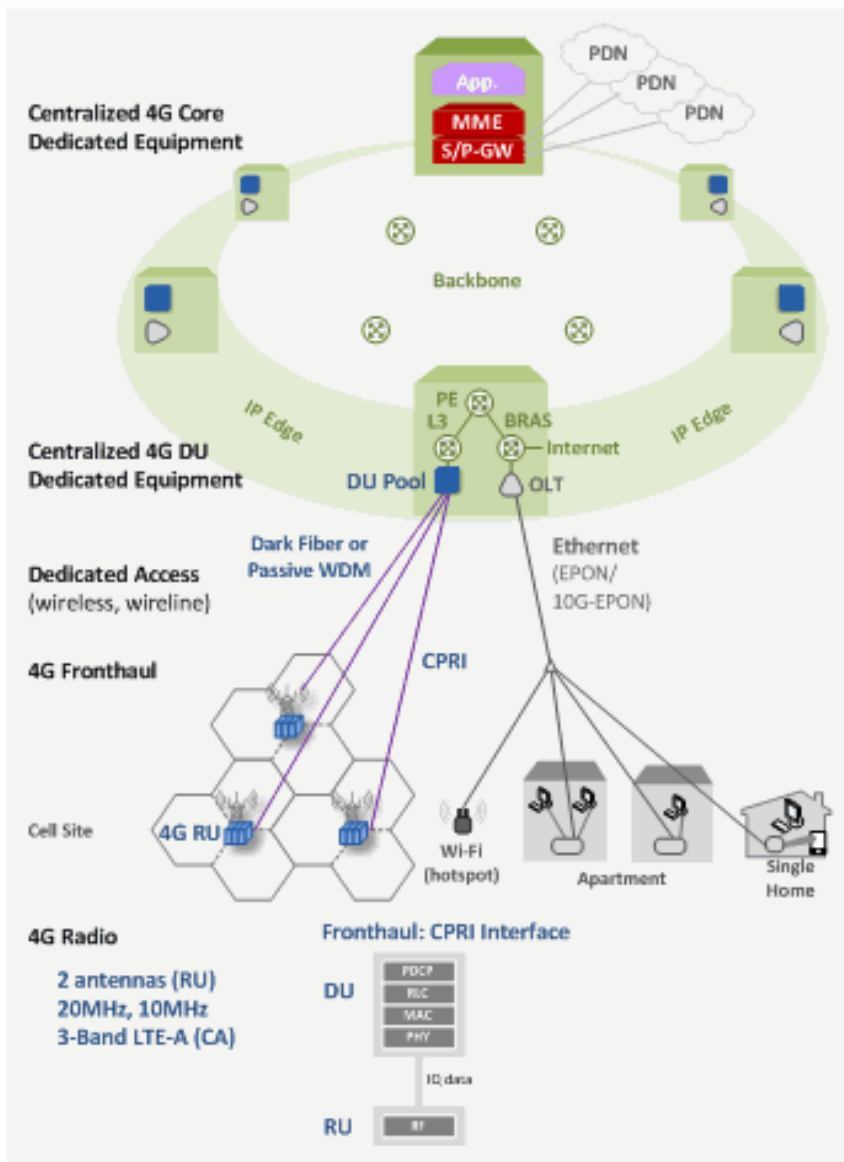 PDN
PDN
PDN
App.
MME
S/P-GW
Centralized 4G Core
Dedicated Equipment
Backbone
IP Edge
IP Edge
PE
L3
BRAS
Internet
Centralized 4G DU
Dedicated Equipment
DU Pool
OLT
Dark Fiber or
Passive WDM
Ethernet
(EPON/
10G-EPON)
Dedicated Access
(wireless, wireline)
4G Fronthaul
CPRI
Cell Site
4G RU
Wi-Fi
(hotspot)
Apartment
Single
Home
4G Radio
2 antennas (RU)
20MHz, 10MHz
3-Band LTE-A (CA)
Fronthaul: CPRI Interface
DU
PDCP
RLC
MAC
PHY
IQ data
RU
RF